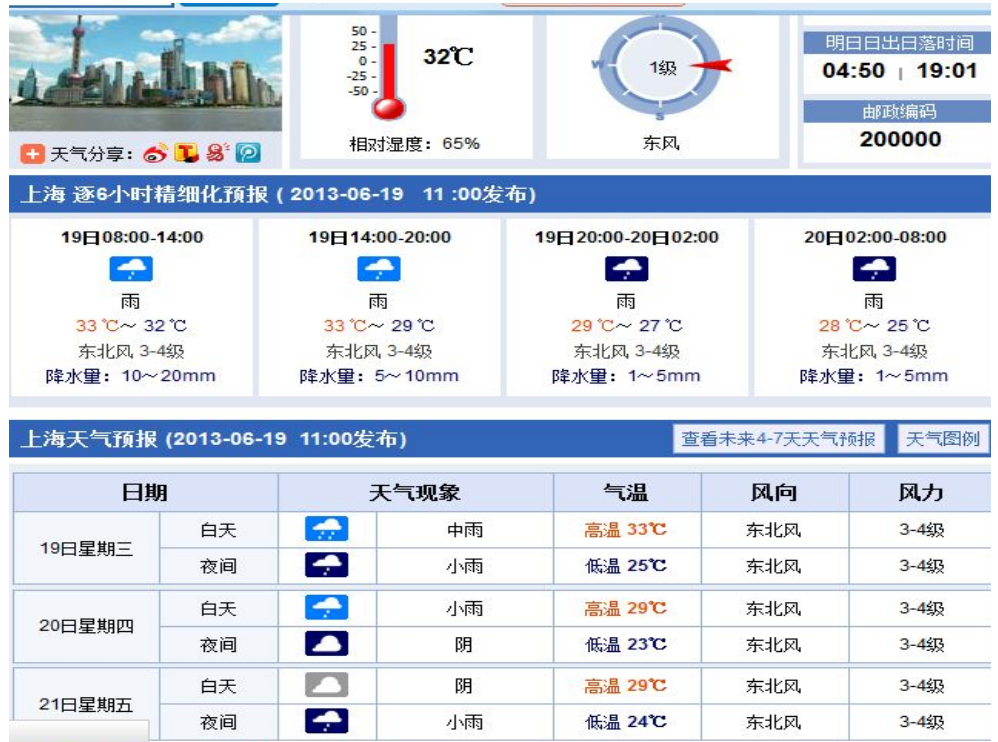 50 -
25 -
0 -
-25 -
-50 -
32℃
相对湿度：65%
W
1级
S
东风
明日日出日落时间
04:50 | 19:01
邮政编码
200000
天气分享：
上海 逐6小时精细化预报 ( 2013-06-19 11 :00发布)
19日08:00-14:00
雨
33 ℃～ 32 ℃
东北风 3-4级
降水量：10～20mm
19日14:00-20:00
雨
33 ℃～ 29 ℃
东北风 3-4级
降水量：5～10mm
19日20:00-20日02:00
雨
29 ℃～ 27 ℃
东北风 3-4级
降水量：1～5mm
20日02:00-08:00
雨
28 ℃～ 25 ℃
东北风 3-4级
降水量：1～5mm
上海天气预报 (2013-06-19 11:00发布)
查看未来4-7天天气预报 天气图例
日期 天气现象 气温 风向 风力
19日星期三
白天 中雨 高温 33℃ 东北风 3-4级
夜间 小雨 低温 25℃ 东北风 3-4级
20日星期四
白天 小雨 高温 29℃ 东北风 3-4级
夜间 阴 低温 23℃ 东北风 3-4级
21日星期五
白天 阴 高温 29℃ 东北风 3-4级
夜间 小雨 低温 24℃ 东北风 3-4级